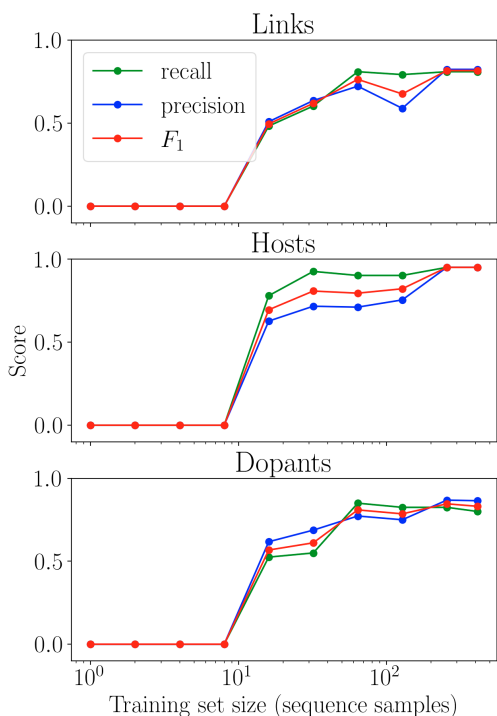 Links
1.0
0.5
0.0
recall
precision
F1
Hosts
1.0
0.5
0.0
Score
Dopants
1.0
0.5
0.0
10^0
10^1
10^2
Training set size (sequence samples)